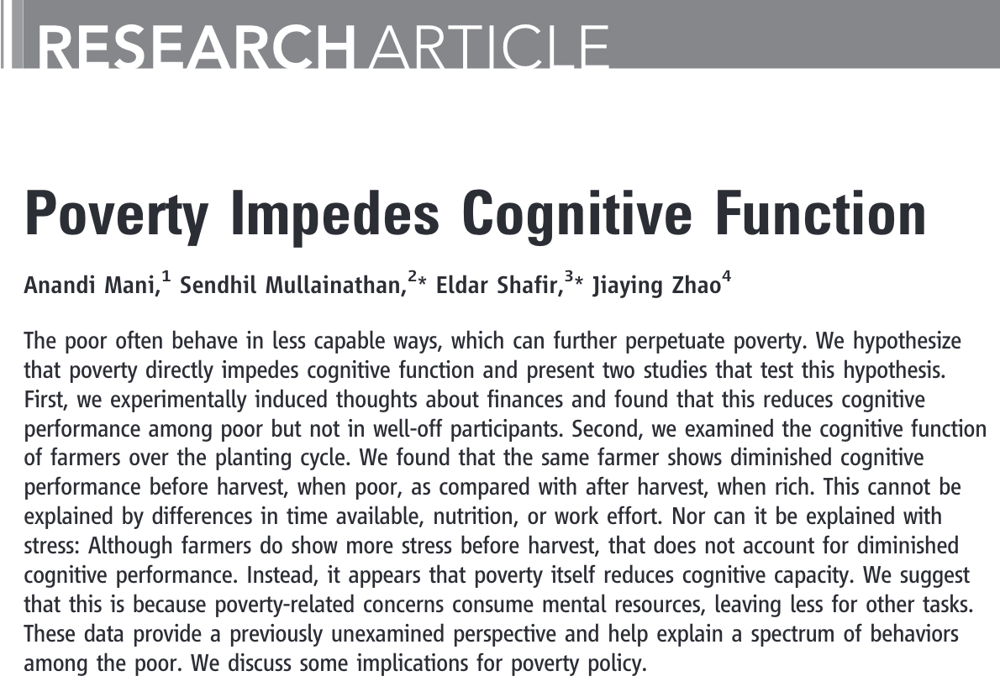 RESEARCH ARTICLE
Poverty Impedes Cognitive Function
Anandi Mani,1 Sendhil Mullainathan,2* Eldar Shafir,3* Jiaying Zhao4
The poor often behave in less capable ways, which can further perpetuate poverty. We hypothesize
that poverty directly impedes cognitive function and present two studies that test this hypothesis.
First, we experimentally induced thoughts about finances and found that this reduces cognitive
performance among poor but not in well-off participants. Second, we examined the cognitive function
of farmers over the planting cycle. We found that the same farmer shows diminished cognitive
performance before harvest, when poor, as compared with after harvest, when rich. This cannot be
explained by differences in time available, nutrition, or work effort. Nor can it be explained with
stress: Although farmers do show more stress before harvest, that does not account for diminished
cognitive performance. Instead, it appears that poverty itself reduces cognitive capacity. We suggest
that this is because poverty-related concerns consume mental resources, leaving less for other tasks.
These data provide a previously unexamined perspective and help explain a spectrum of behaviors
among the poor. We discuss some implications for poverty policy.